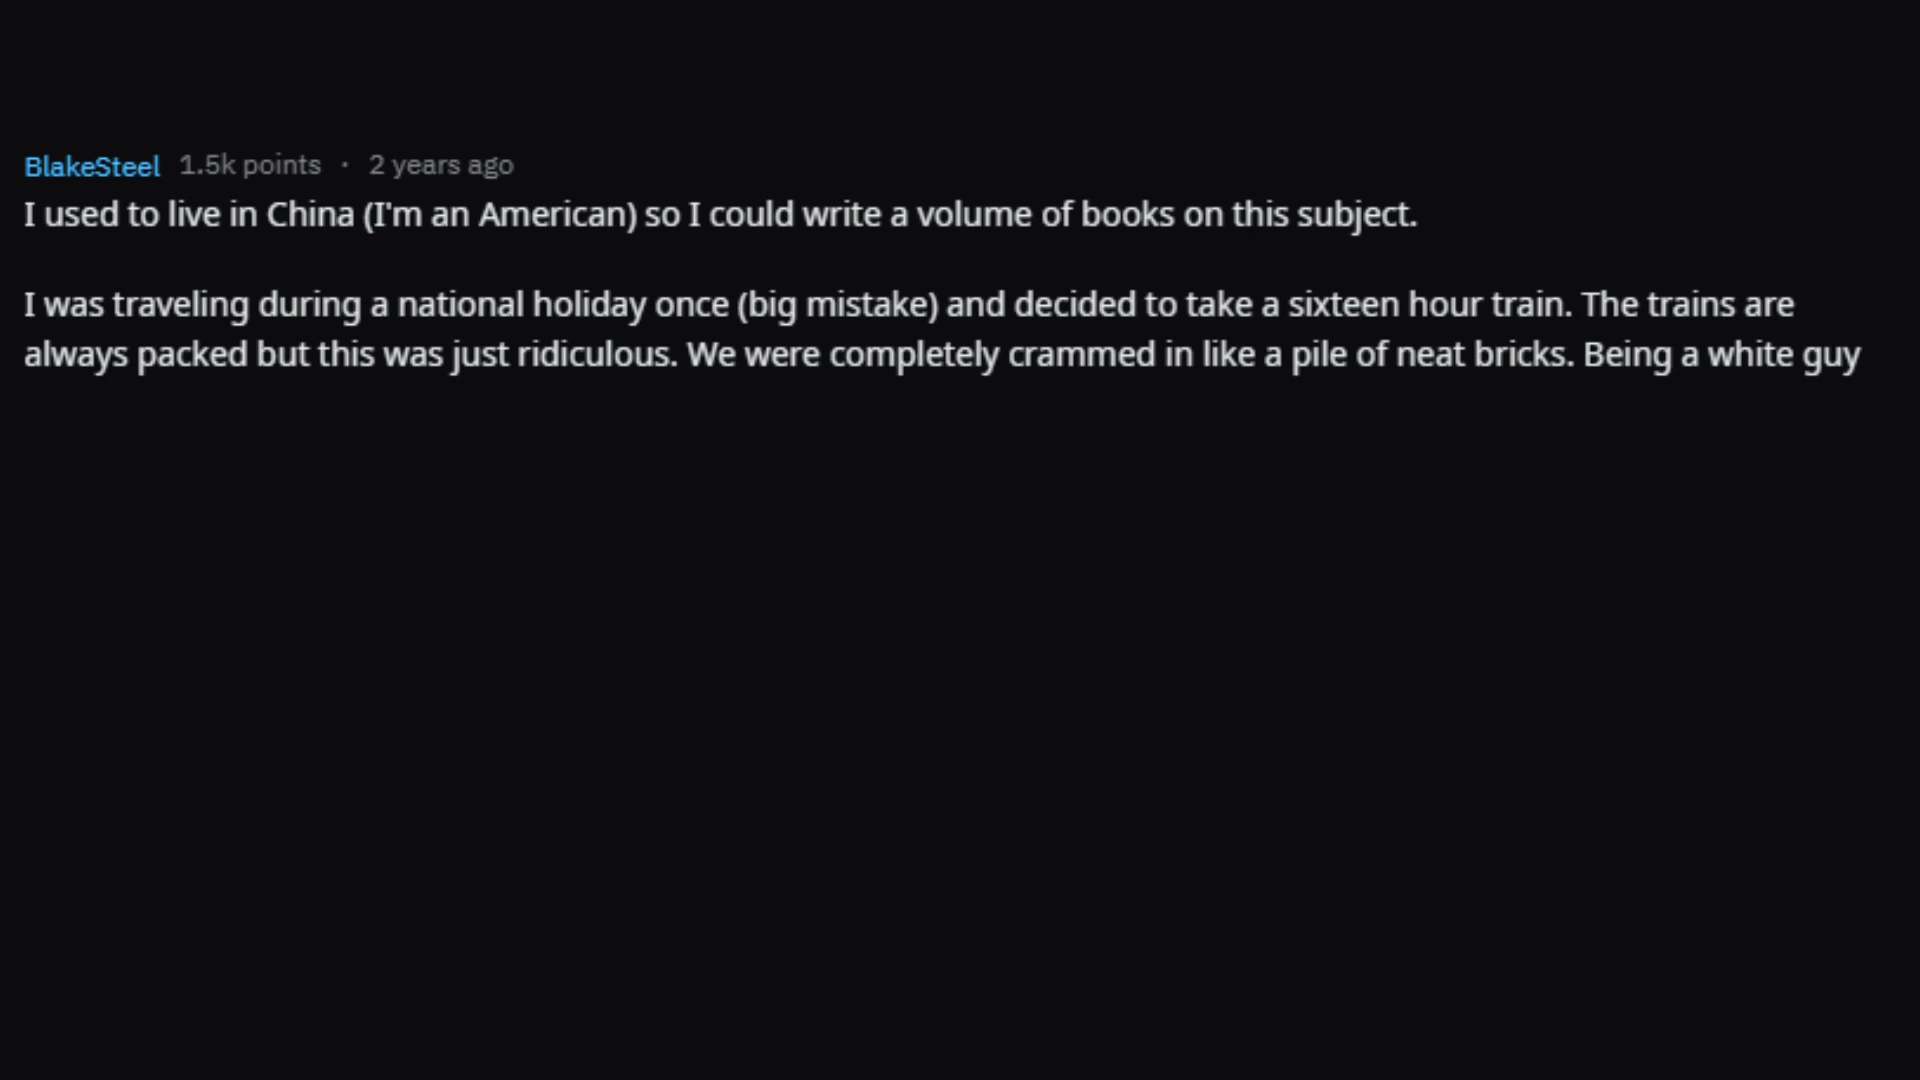 BlakeSteel 1.5k points · 2 years ago
I used to live in China (I'm an American) so I could write a volume of books on this subject.
I was traveling during a national holiday once (big mistake) and decided to take a sixteen hour train. The trains are
always packed but this was just ridiculous. We were completely crammed in like a pile of neat bricks. Being a white guy